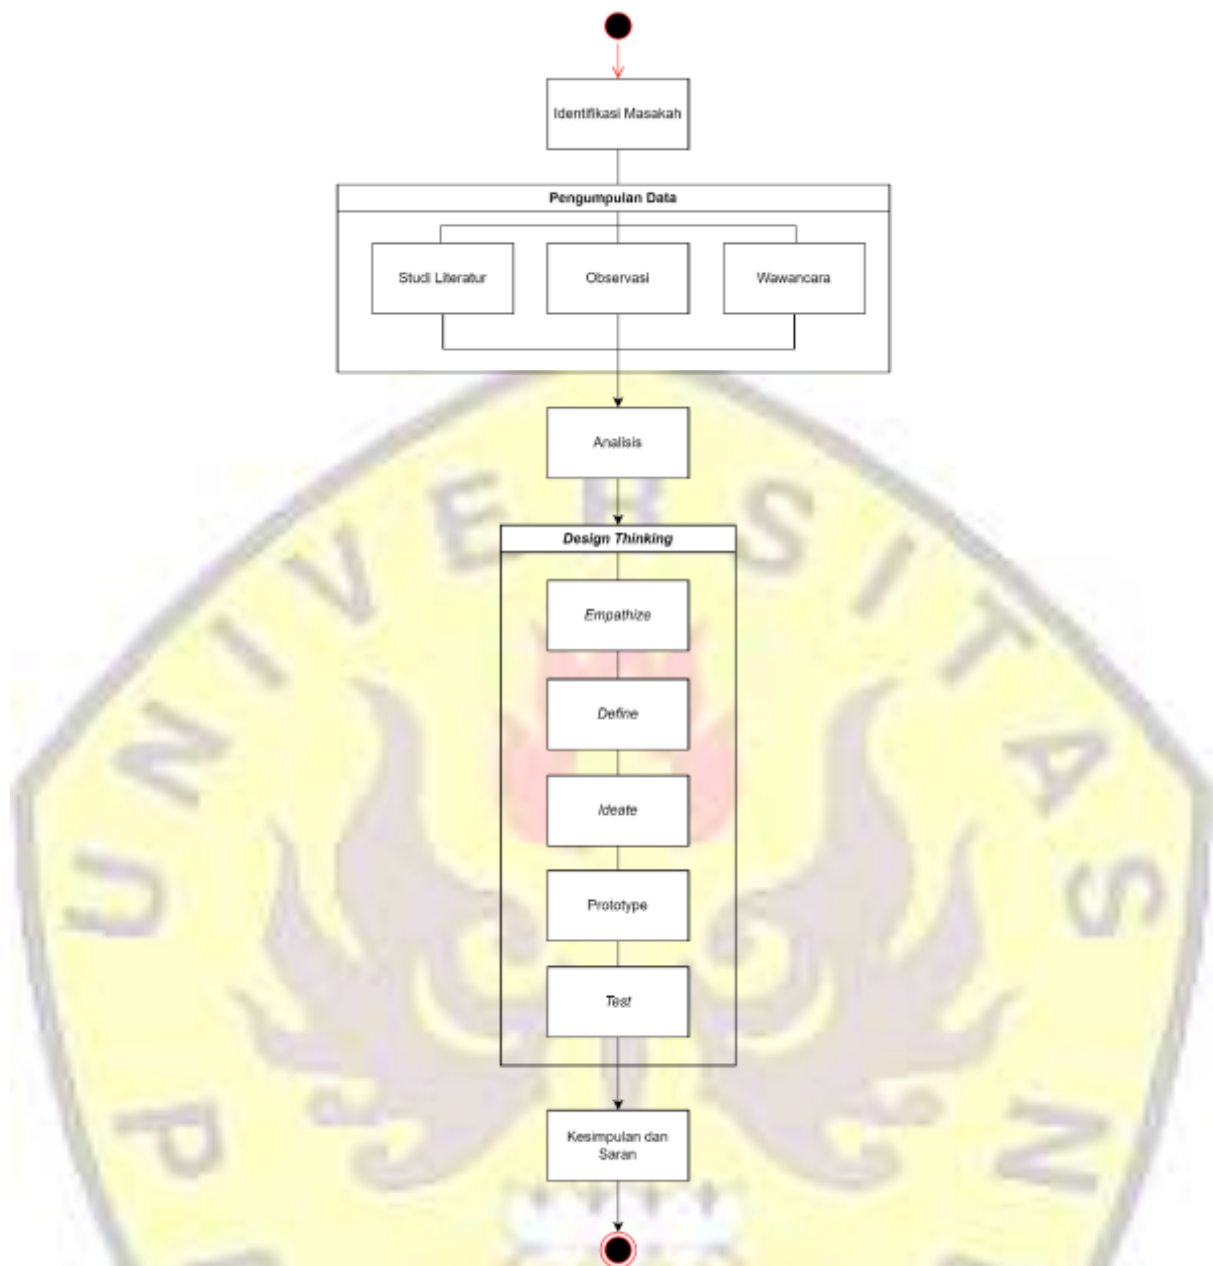 Identifikasi Masakah
Pengumpulan Data
Studi Literatur
Observasi
Wawancara
Analisis
Design Thinking
Empathize
Define
Ideate
Prototype
Test
Kesimpulan dan
Saran
UNIVERSITAS